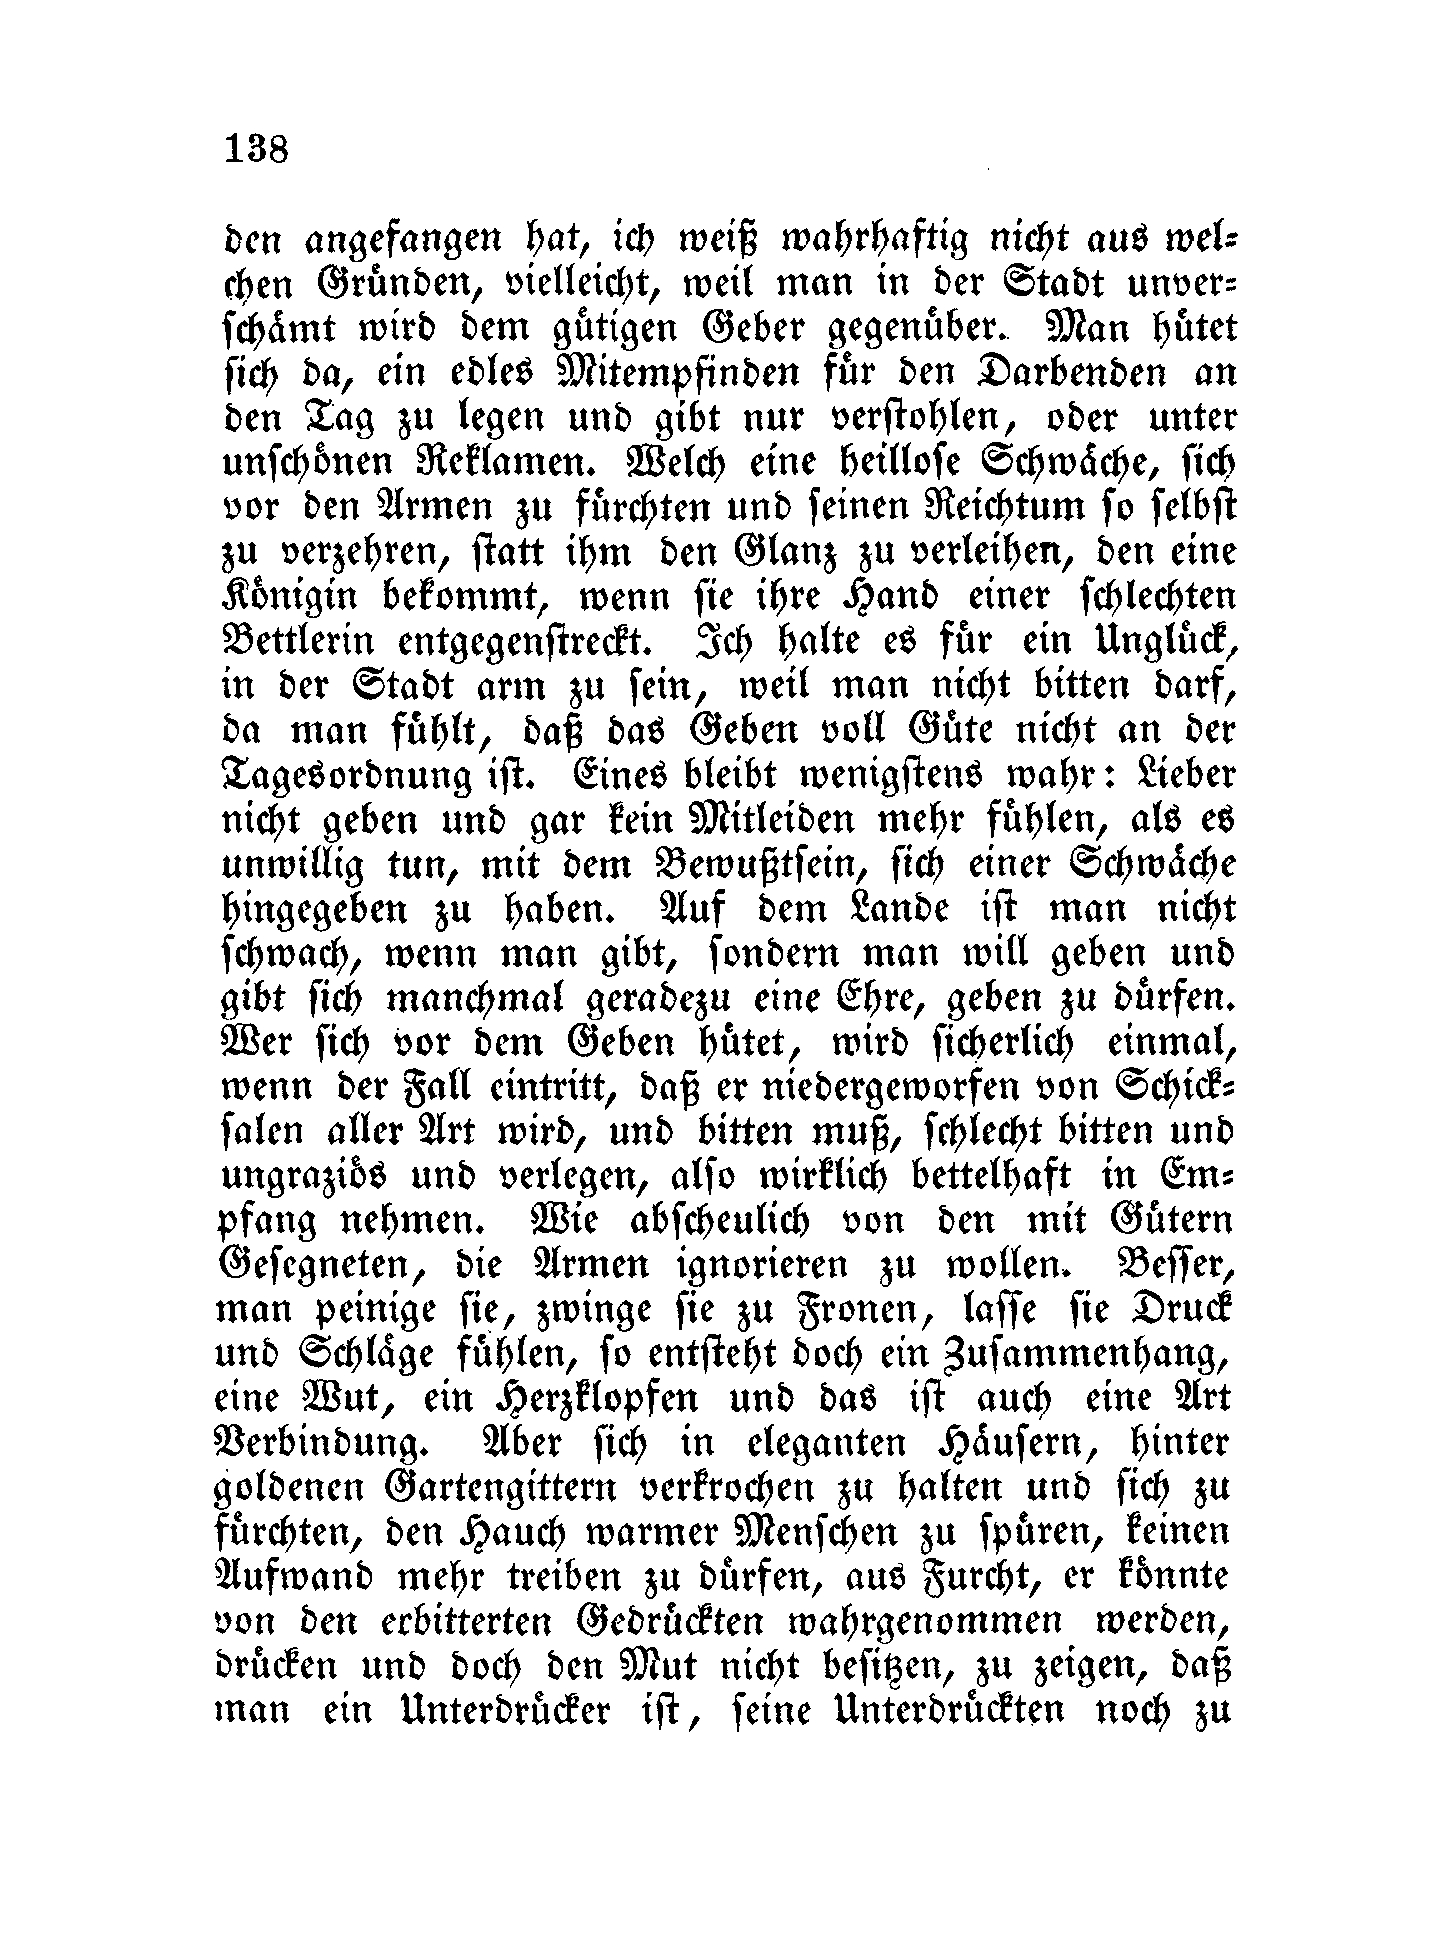 138
den angefangen hat, ich weiß wahrhaftig nicht aus wel-
chen Gründen, vielleicht, weil man in der Stadt unver-
schämt wird dem gütigen Geber gegenüber. Man hütet
sich da, ein edles Mitempfinden für den Darbenden an
den Tag zu legen und gibt nur verstohlen, oder unter
unschönen Reklamen. Welch eine heillose Schwäche, sich
vor den Armen zu fürchten und seinen Reichtum so selbst
zu verzehren, statt ihm den Glanz zu verleihen, den eine
Königin bekommt, wenn sie ihre Hand einer schlechten
Bettlerin entgegenstreckt. Ich halte es für ein Unglück,
in der Stadt arm zu sein, weil man nicht bitten darf,
da man fühlt, daß das Geben voll Güte nicht an der
Tagesordnung ist. Eines bleibt wenigstens wahr: Lieber
nicht geben und gar kein Mitleiden mehr fühlen, als es
unwillig tun, mit dem Bewußtsein, sich einer Schwäche
hingegeben zu haben. Auf dem Lande ist man nicht
schwach, wenn man gibt, sondern man will geben und
gibt sich manchmal geradezu eine Ehre, geben zu dürfen.
Wer sich vor dem Geben hütet, wird sicherlich einmal,
wenn der Fall eintritt, daß er niedergeworfen von Schick-
salen aller Art wird, und bitten muß, schlecht bitten und
ungraziös und verlegen, also wirklich bettelhaft in Em-
pfang nehmen. Wie abscheulich von den mit Gütern
Gesegneten, die Armen ignorieren zu wollen. Besser,
man peinige sie, zwinge sie zu Fronen, lasse sie Druck
und Schläge fühlen, so entsteht doch ein Zusammenhang,
eine Wut, ein Herzklopfen und das ist auch eine Art
Verbindung. Aber sich in eleganten Häusern, hinter
goldenen Gartengittern verkrochen zu halten und sich zu
fürchten, den Hauch warmer Menschen zu spüren, keinen
Aufwand mehr treiben zu dürfen, aus Furcht, er könnte
von den erbitterten Gedrückten wahrgenommen werden,
drücken und doch den Mut nicht besitzen, zu zeigen, daß
man ein Unterdrücker ist, seine Unterdrückten noch zu